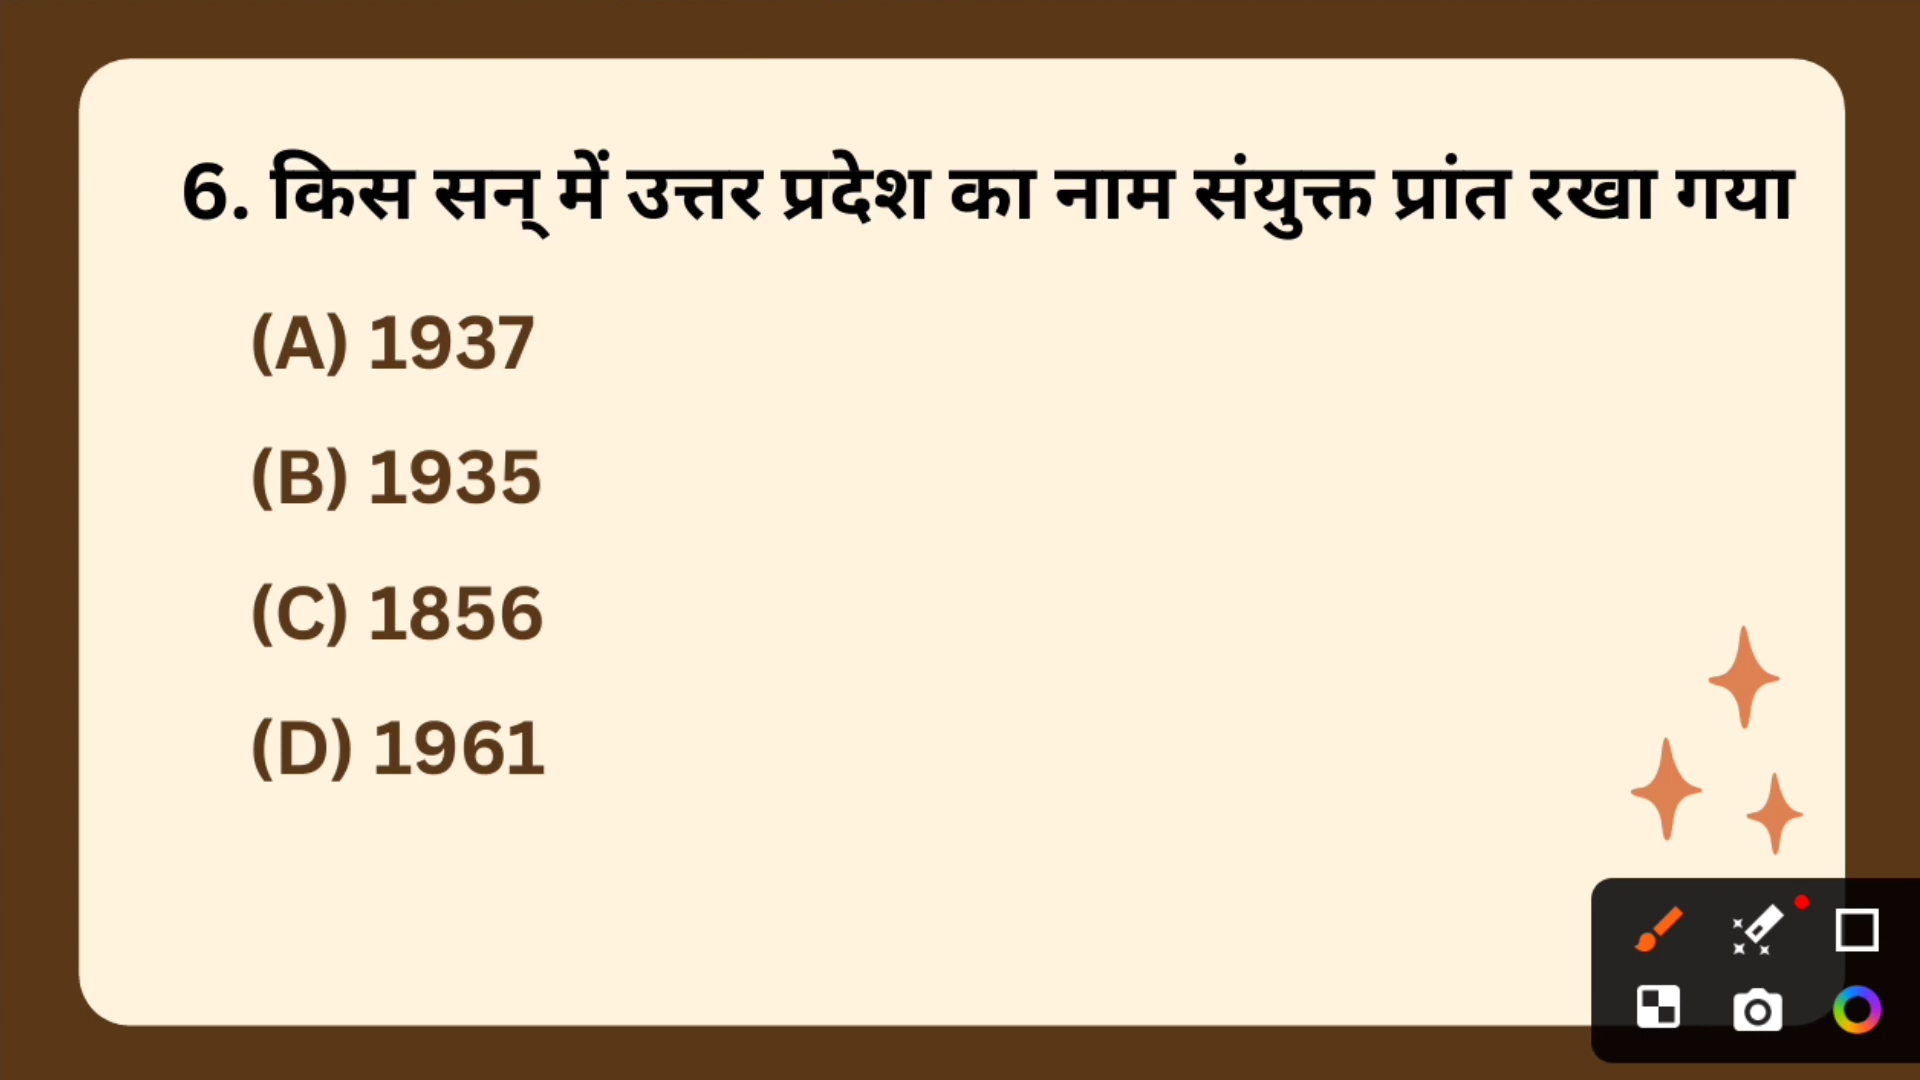 6. किस सन् में उत्तर प्रदेश का नाम संयुक्त प्रांत रखा गया
(A) 1937
(B) 1935
(C) 1856
(D) 1961